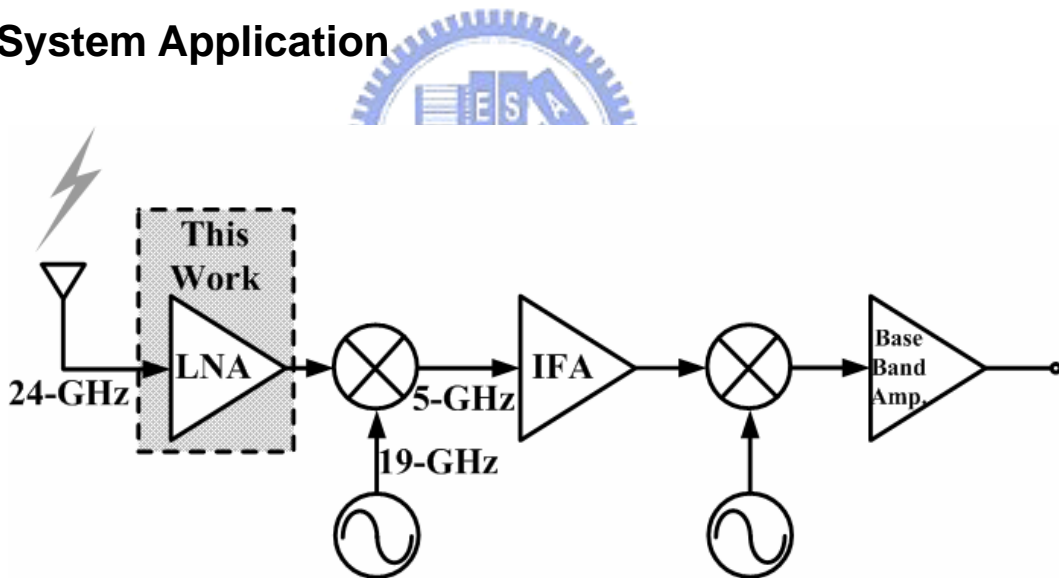 System Application
E S A
This
Work
LNA
24-GHz
5-GHz
19-GHz
IFA
Base
Band
Amp.